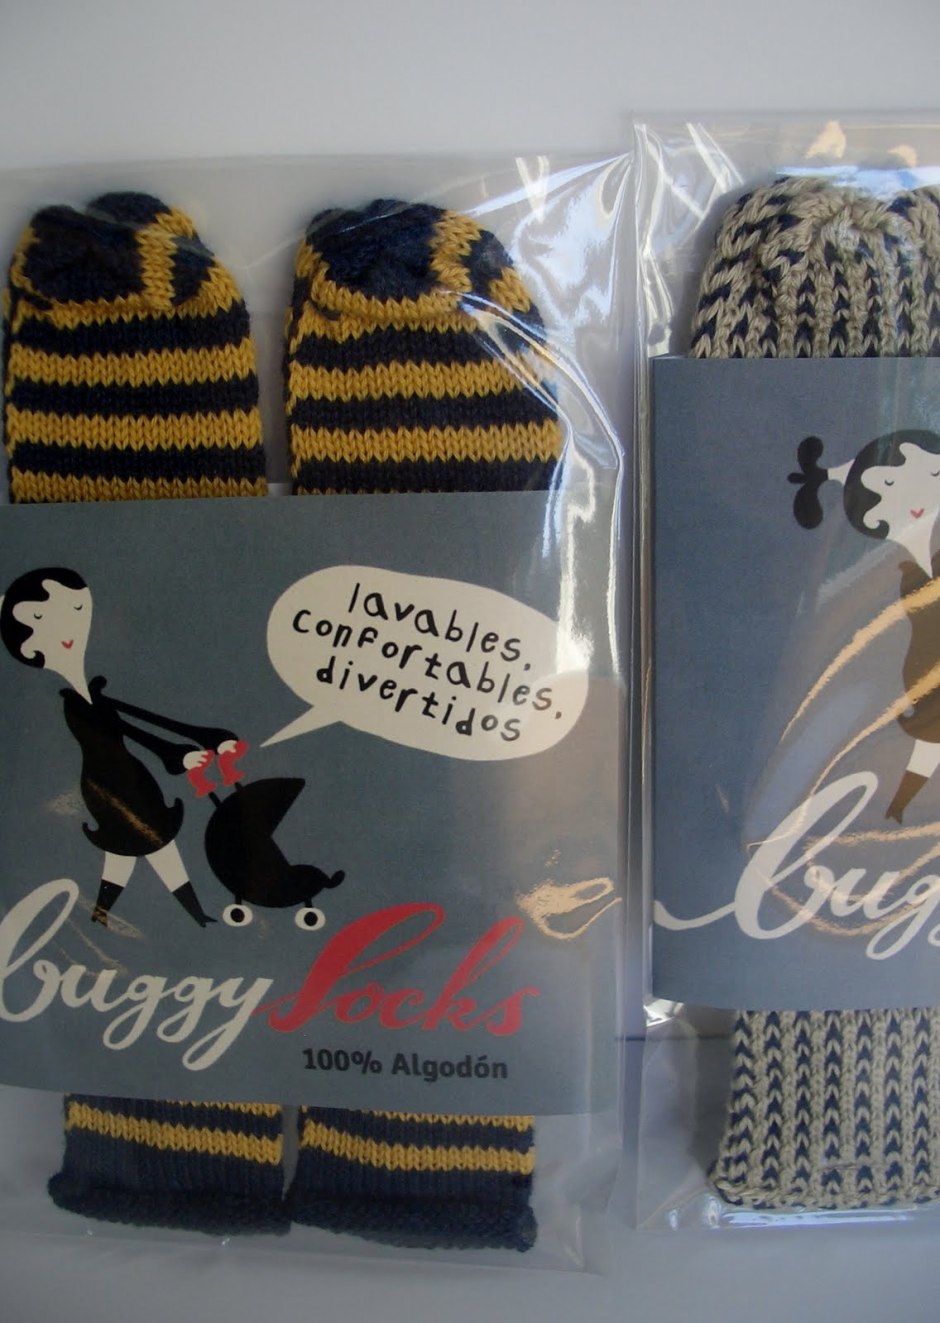 lavables,
confortables,
divertidos
buggySocks
100% Algodón
bug